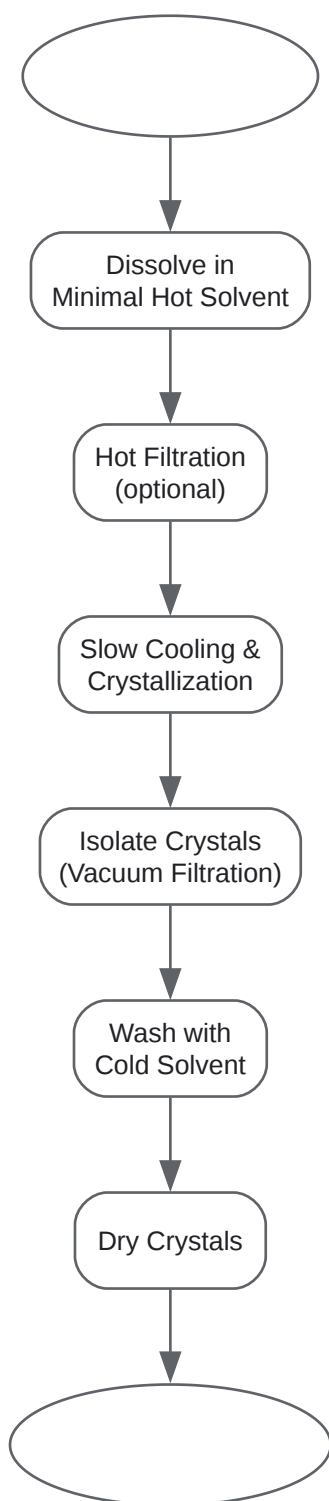 Dissolve in
Minimal Hot Solvent
Hot Filtration
(optional)
Slow Cooling &
Crystallization
Isolate Crystals
(Vacuum Filtration)
Wash with
Cold Solvent
Dry Crystals